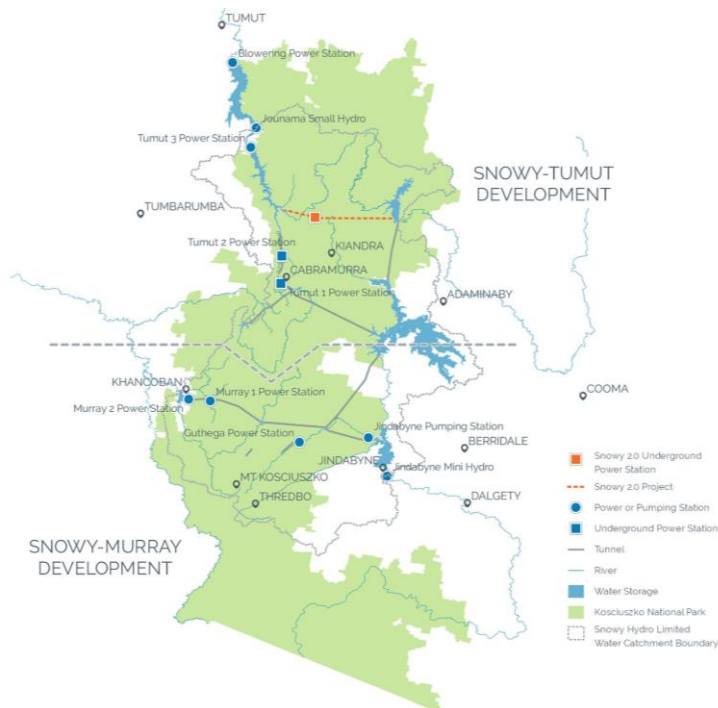 TUMUT
Blowering Power Station
Jounama Small Hydro
Tumut 3 Power Station
SNOWY-TUMUT
DEVELOPMENT
TUMBARUMBA
Tumut 2 Power Station
KIANDRA
CABRAMURRA
Tumut 1 Power Station
ADAMINABY
KHANCOBAN
Murray 1 Power Station
Murray 2 Power Station
COOMA
Guthega Power Station
Jindabyne Pumping Station
BERRIDALE
JINDABYNE
Jindabyne Mini Hydro
MT KOSCIUSZKO
THREDBO
DALGETY
SNOWY-MURRAY
DEVELOPMENT
Snowy 2.0 Underground
Power Station
Snowy 2.0 Project
Power or Pumping Station
Underground Power Station
Tunnel
River
Water Storage
Kosciuszko National Park
Snowy Hydro Limited
Water Catchment Boundary